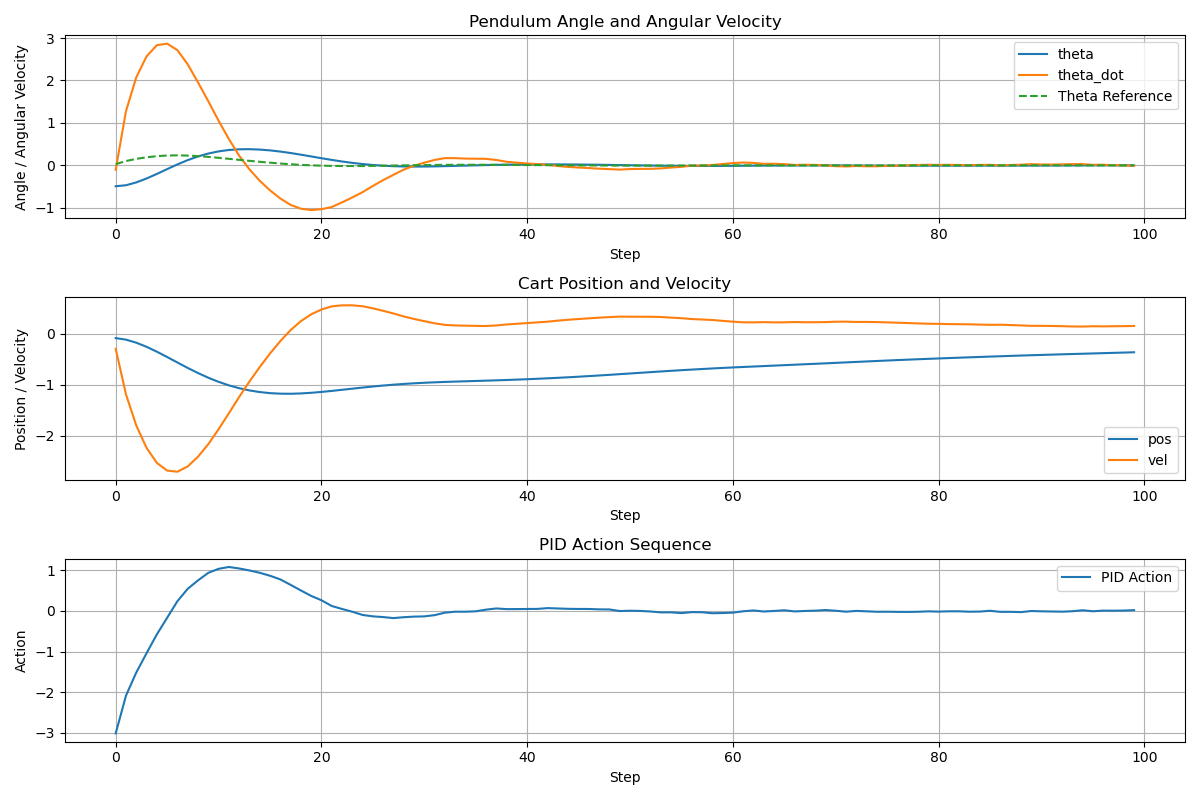 Pendulum Angle and Angular Velocity
Angle / Angular Velocity
3
2
1
0
−1
theta
theta_dot
Theta Reference
0 20 40 60 80 100
Step
Cart Position and Velocity
Position / Velocity
0
−1
−2
pos
vel
0 20 40 60 80 100
Step
PID Action Sequence
Action
1
0
−1
−2
−3
PID Action
0 20 40 60 80 100
Step